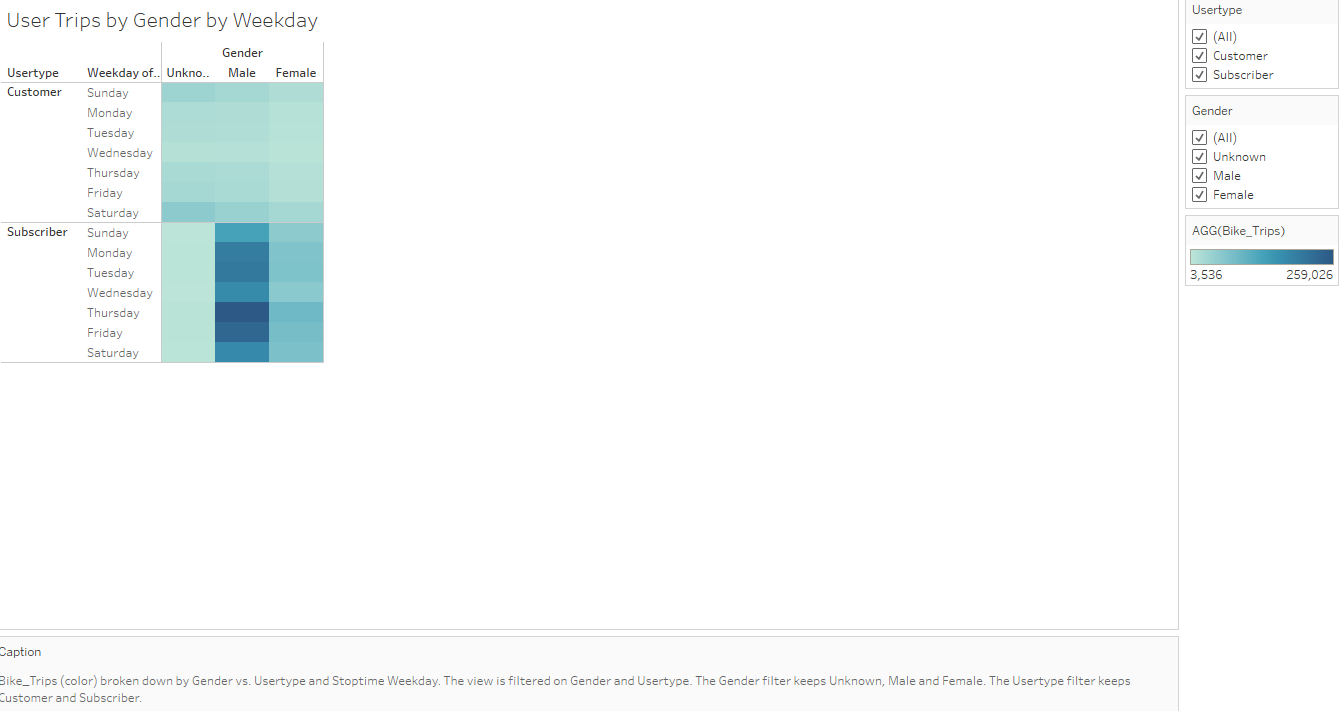 User Trips by Gender by Weekday
Gender
Usertype Weekday of.. Unkno.. Male Female
Customer Sunday
Monday
Tuesday
Wednesday
Thursday
Friday
Saturday
Subscriber Sunday
Monday
Tuesday
Wednesday
Thursday
Friday
Saturday
Usertype
(All)
Customer
Subscriber
Gender
(All)
Unknown
Male
Female
AGG(Bike_Trips)
3,536 259,026
Caption
Bike_Trips (color) broken down by Gender vs. Usertype and Stoptime Weekday. The view is filtered on Gender and Usertype. The Gender filter keeps Unknown, Male and Female. The Usertype filter keeps
Customer and Subscriber.